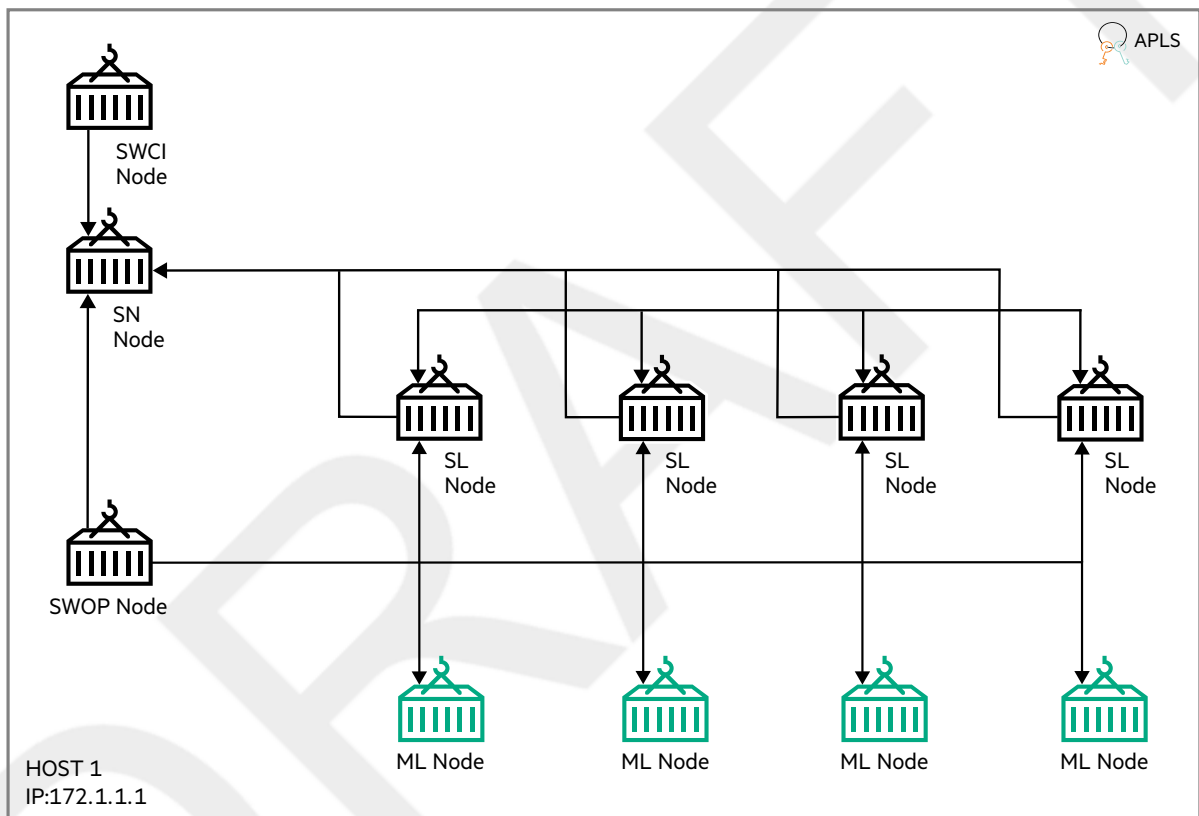 APLS
SWCI
Node
SN
Node
SL
Node
SL
Node
SL
Node
SL
Node
SWOP Node
ML Node
ML Node
ML Node
ML Node
HOST 1
IP:172.1.1.1
DRAFT